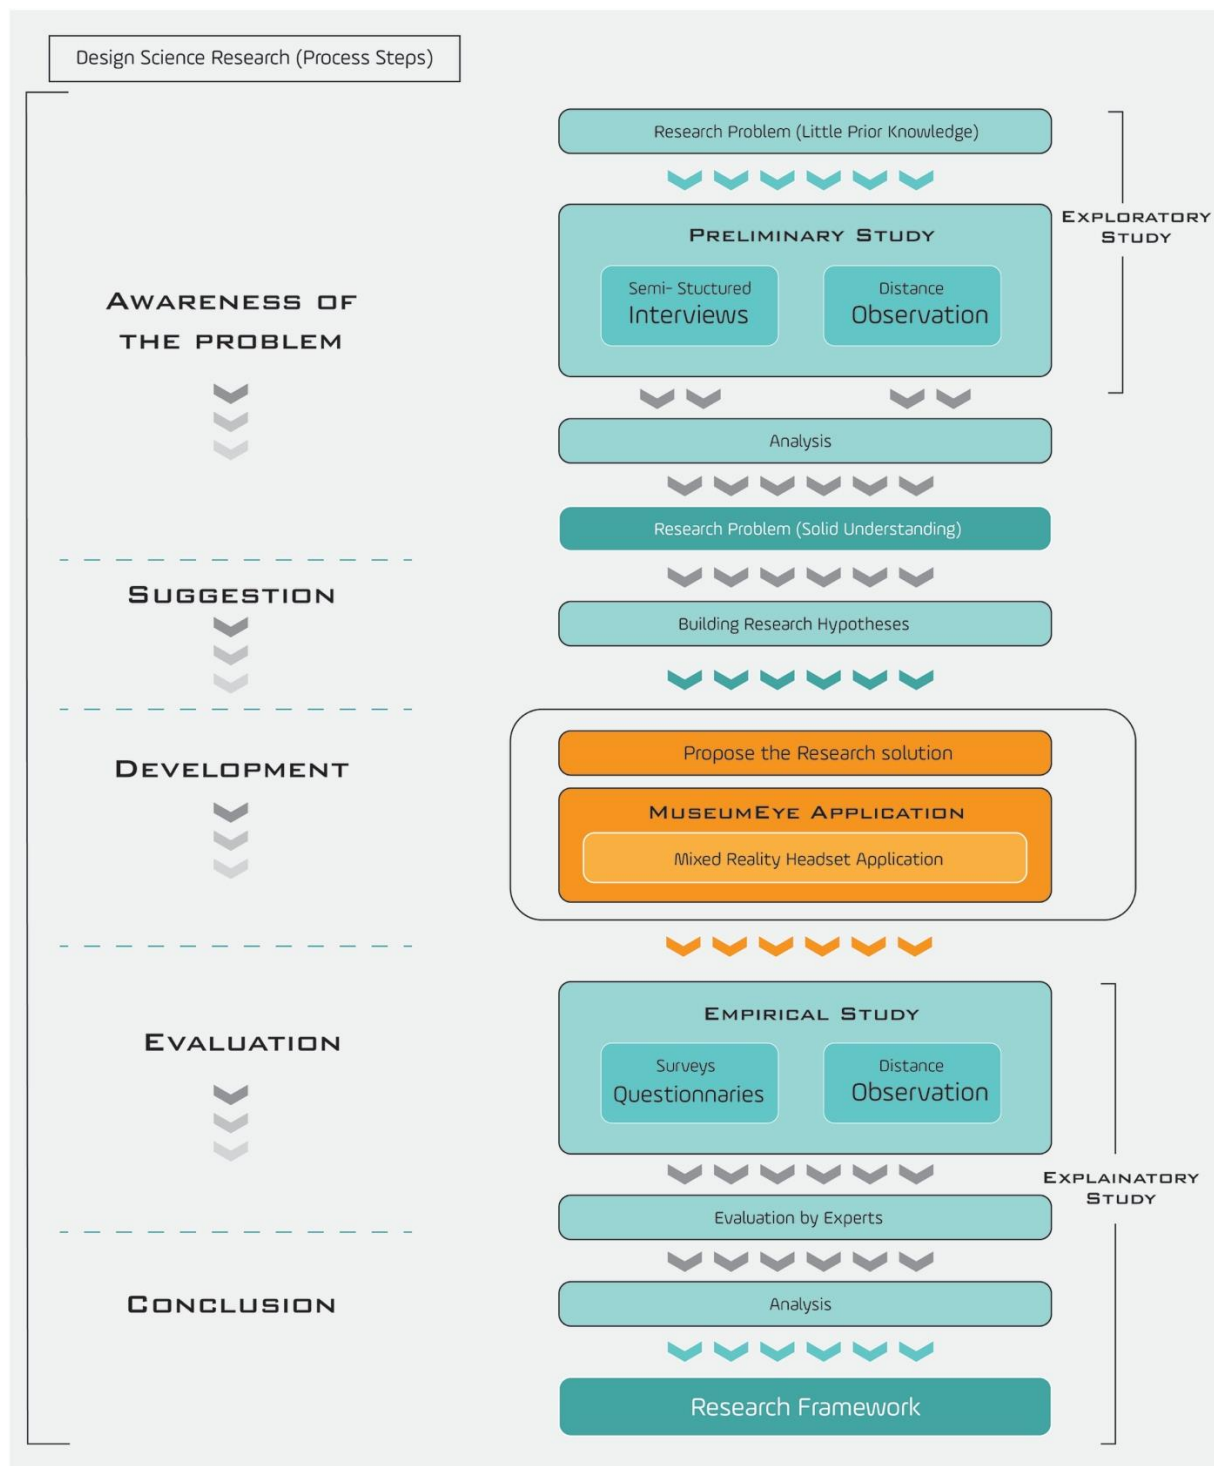 Design Science Research (Process Steps)
Research Problem (Little Prior Knowledge)
EXPLORATORY
STUDY
PRELIMINARY STUDY
Semi- Stuctured
Interviews
Distance
Observation
AWARENESS OF
THE PROBLEM
Analysis
Research Problem (Solid Understanding)
SUGGESTION
Building Research Hypotheses
DEVELOPMENT
Propose the Research solution
MUSEUMEYE APPLICATION
Mixed Reality Headset Application
EVALUATION
EMPIRICAL STUDY
Surveys
Questionnaries
Distance
Observation
EXPLAINATORY
STUDY
Evaluation by Experts
CONCLUSION
Analysis
Research Framework